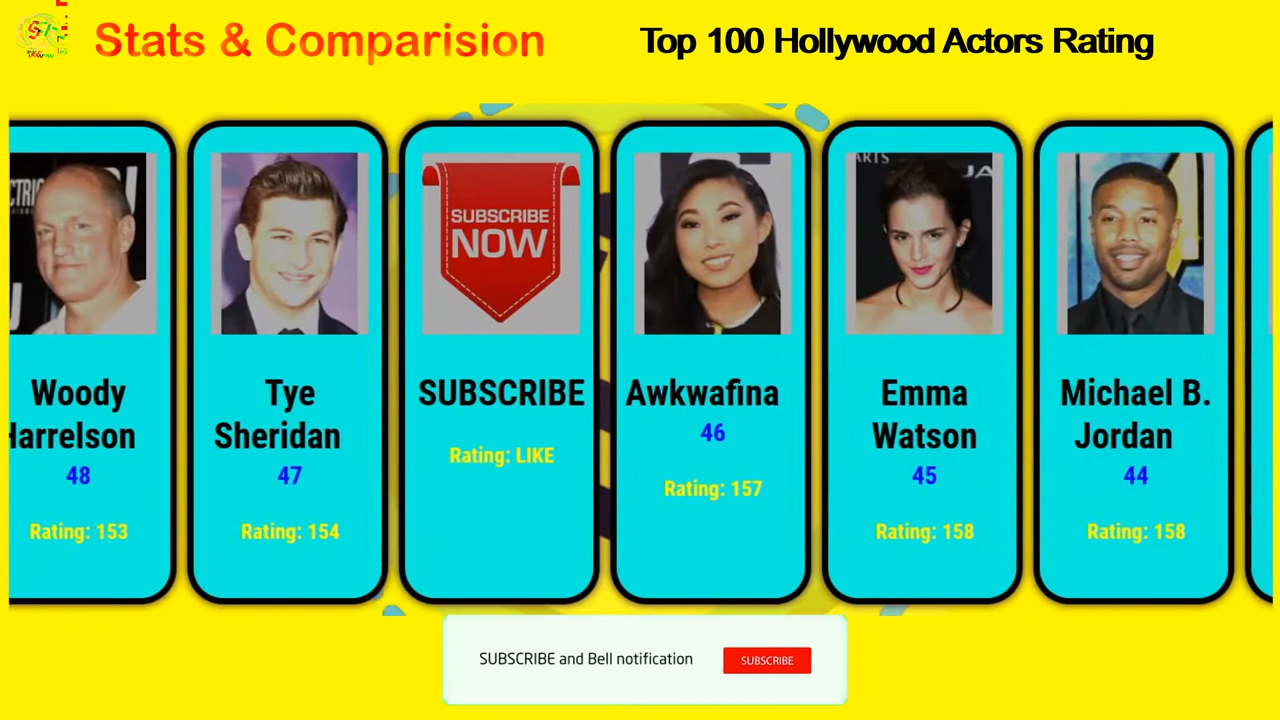 Stats & Comparision
Top 100 Hollywood Actors Rating
Woody
Harrelson
48
Rating: 153
Tye
Sheridan
47
Rating: 154
SUBSCRIBE
NOW
SUBSCRIBE
Rating: LIKE
Awkwafina
46
Rating: 157
ARTS
JA
Emma
Watson
45
Rating: 158
Michael B.
Jordan
44
Rating: 158
SUBSCRIBE and Bell notification
SUBSCRIBE